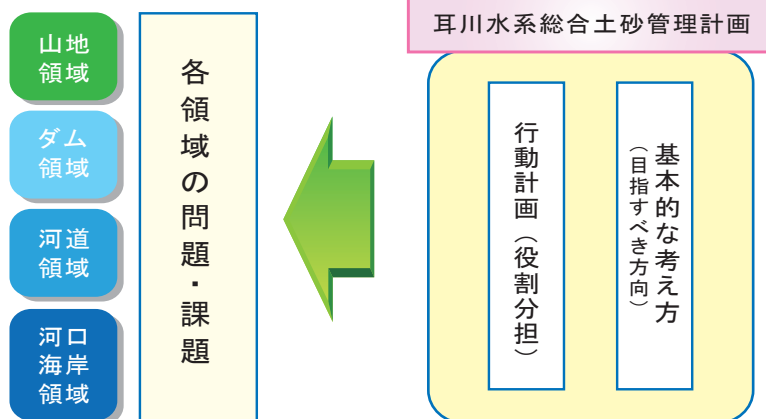 耳川水系総合土砂管理計画
山地
領域
ダム
領域
河道
領域
河口
海岸
領域
各領域の問題・課題
行動計画（役割分担）
基本的な考え方
（目指すべき方向）